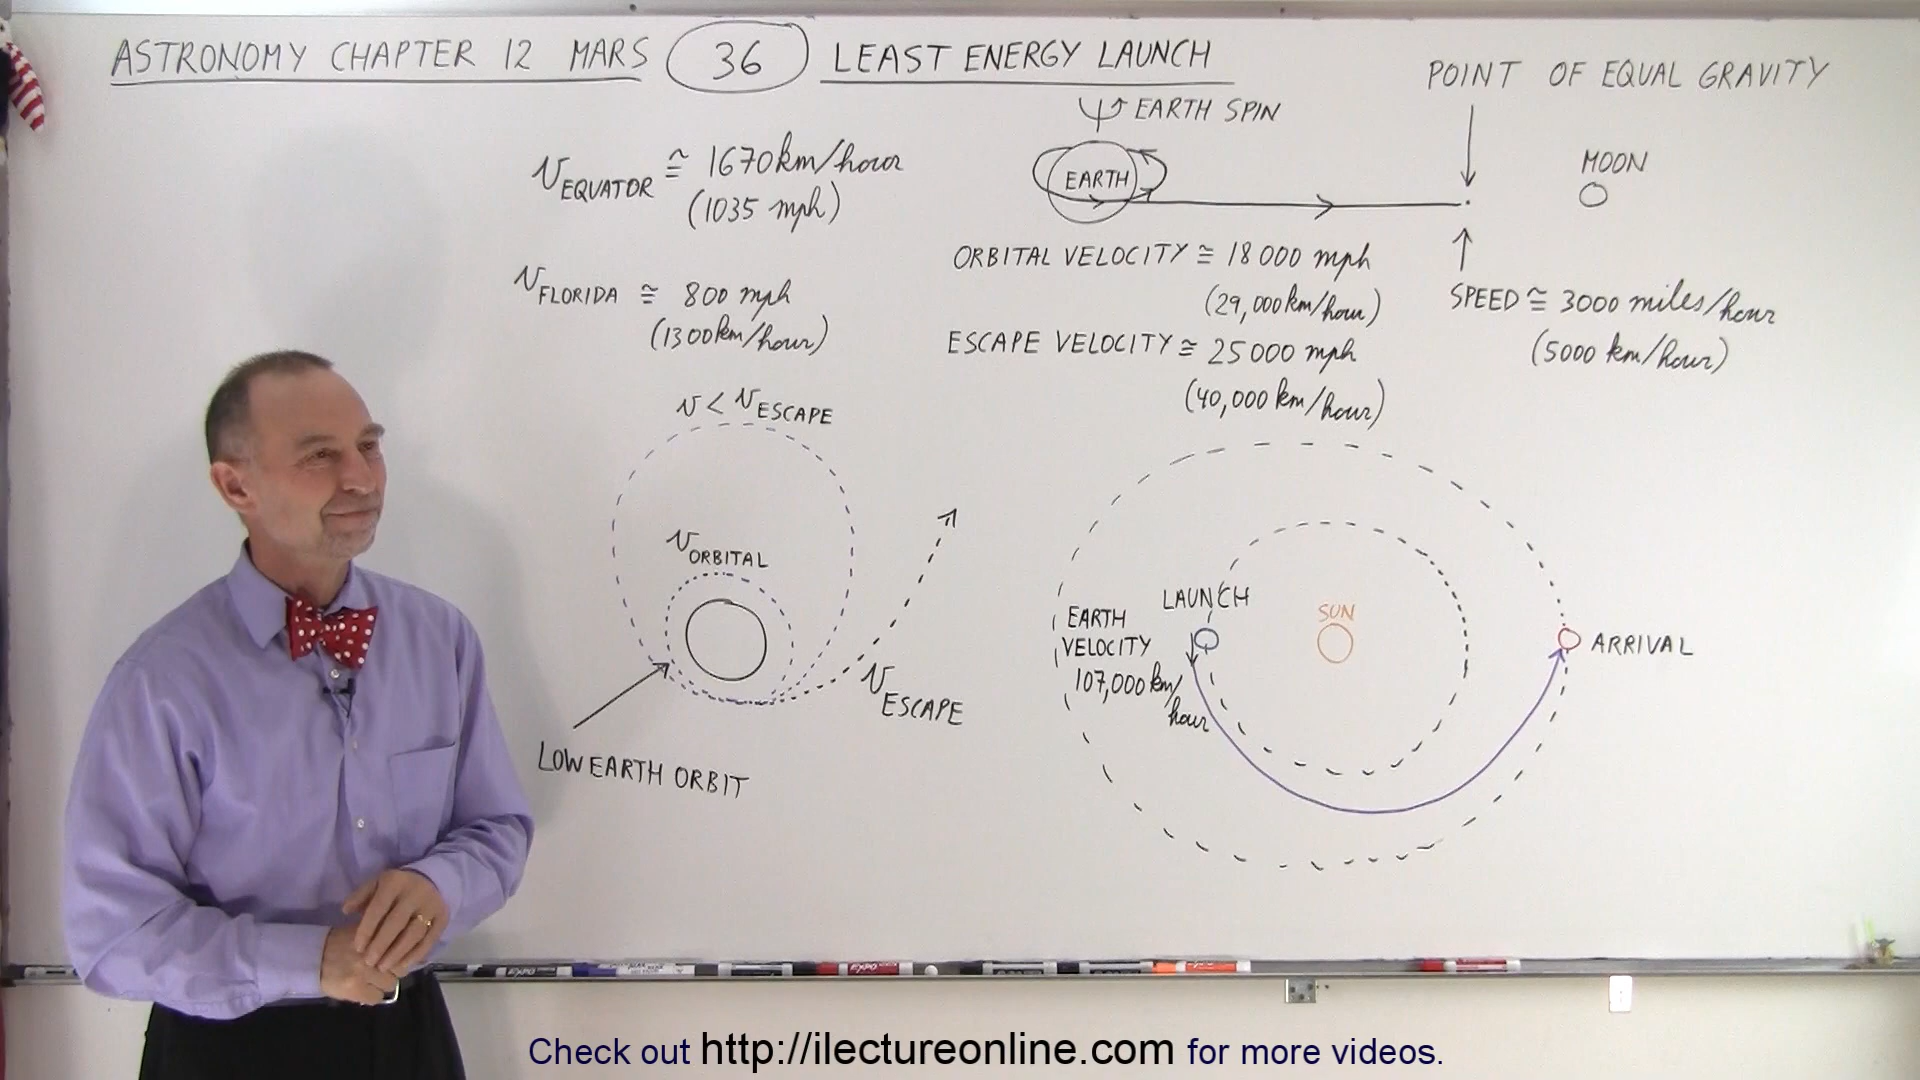 ASTRONOMY CHAPTER 12 MARS 36 LEAST ENERGY LAUNCH
POINT OF EQUAL GRAVITY
EARTH SPIN
EARTH
MOON
V EQUATOR ≅ 1670 km/hour
(1035 mph)
V FLORIDA ≅ 800 mph
(1300 km/hour)
ORBITAL VELOCITY ≅ 18 000 mph
(29,000 km/hour)
ESCAPE VELOCITY ≅ 25 000 mph
(40,000 km/hour)
SPEED ≅ 3000 miles/hour
(5000 km/hour)
V < V ESCAPE
V ORBITAL
V ESCAPE
LOW EARTH ORBIT
LAUNCH
EARTH
VELOCITY
107,000 km/
hour
SUN
ARRIVAL
Check out http://ilectureonline.com for more videos.